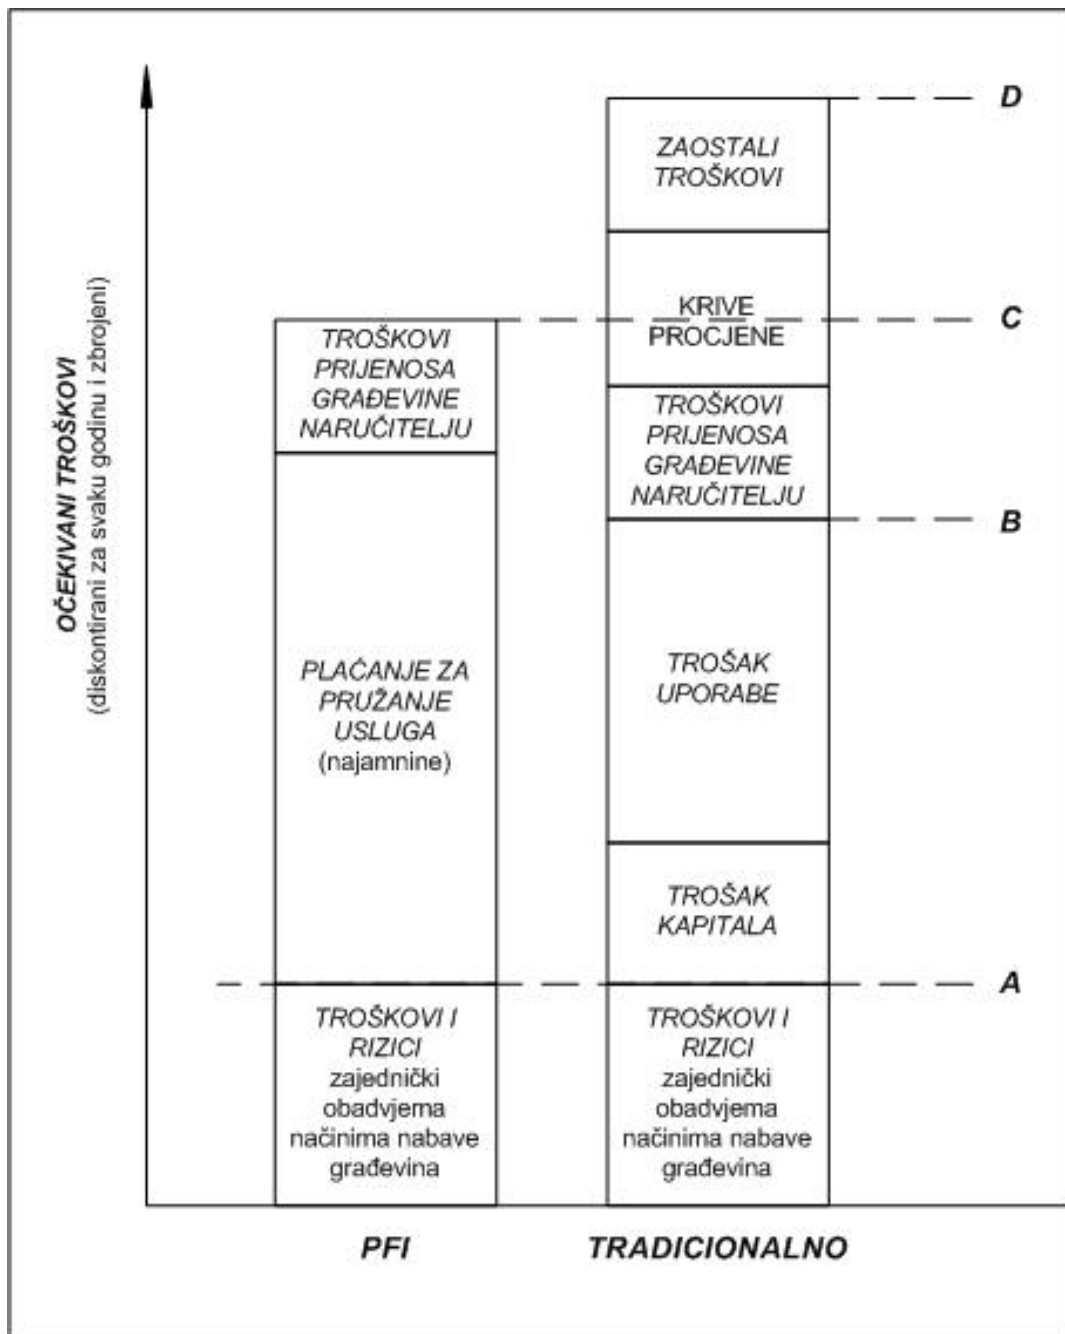 OČEKIVANI TROŠKOVI
(diskontirani za svaku godinu i zbrojeni)
TROŠKOVI
PRIJENOSA
GRAĐEVINE
NARUČITELJU
PLAĆANJE ZA
PRUŽANJE
USLUGA
(najamnine)
TROŠKOVI I
RIZICI
zajednički
obadvjema
načinima nabave
građevina
PFI
ZAOSTALI
TROŠKOVI
KRIVE
PROCJENE
TROŠKOVI
PRIJENOSA
GRAĐEVINE
NARUČITELJU
TROŠAK
UPORABE
TROŠAK
KAPITALA
TROŠKOVI I
RIZICI
zajednički
obadvjema
načinima nabave
građevina
TRADICIONALNO
D
C
B
A